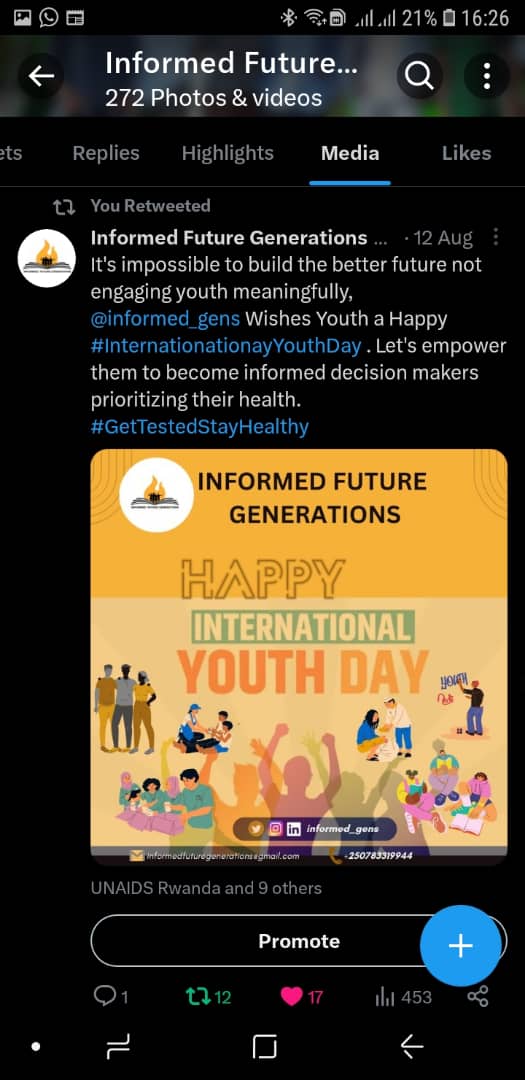 21% 16:26
Informed Future...
272 Photos & videos
ets Replies Highlights Media Likes
You Retweeted
Informed Future Generations ... · 12 Aug
It's impossible to build the better future not
engaging youth meaningfully,
@informed_gens Wishes Youth a Happy
#InternationationayYouthDay . Let's empower
them to become informed decision makers
prioritizing their health.
#GetTestedStayHealthy
INFORMED FUTURE
GENERATIONS
HAPPY
INTERNATIONAL
YOUTH DAY
YOUTH
informed_gens
Informedfuturegenerations@gmail.com
+250783319944
UNAIDS Rwanda and 9 others
Promote
1 12 17 453